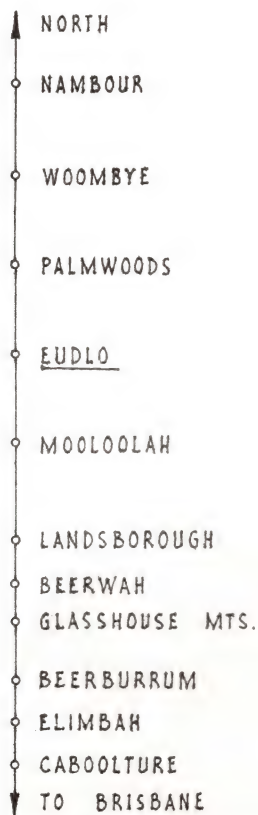 NORTH
NAMBOUR
WOOMBYE
PALMWOODS
EUDLO
MOOLOOLAH
LANDSBOROUGH
BEERWAH
GLASSHOUSE MTS.
BEERBURRUM
ELIMBAH
CABOOLTURE
TO BRISBANE